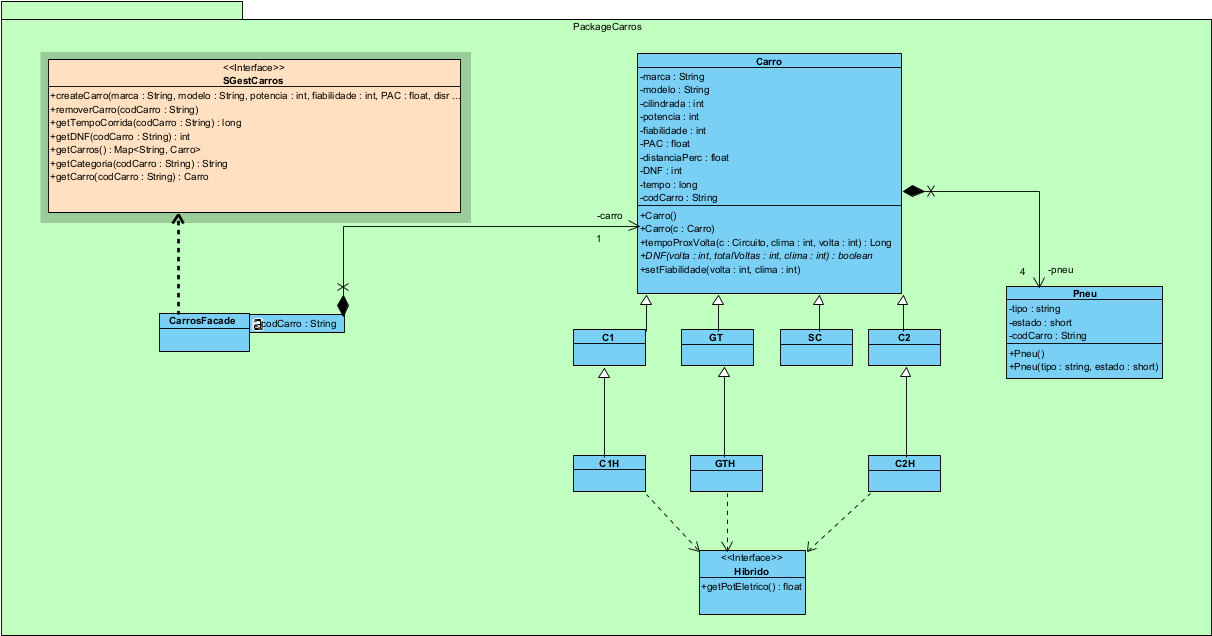 PackageCarros
<<Interface>>
SGestCarros
+createCarro(marca : String, modelo : String, potencia : int, fiabilidade : int, PAC : float, disr ...
+removerCarro(codCarro : String)
+getTempoCorrida(codCarro : String) : long
+getDNF(codCarro : String) : int
+getCarros() : Map<String, Carro>
+getCategoria(codCarro : String) : String
+getCarro(codCarro : String) : Carro
Carro
-marca : String
-modelo : String
-cilindrada : int
-potencia : int
-fiabilidade : int
-PAC : float
-distanciaPerc : float
-DNF : int
-tempo : long
-codCarro : String
+Carro()
+Carro(c : Carro)
+tempoProxVolta(c : Circuito, clima : int, volta : int) : Long
+DNF(volta : int, totalVoltas : int, clima : int) : boolean
+setFiabilidade(volta : int, clima : int)
-carro
1
4
-pneu
CarrosFacade
codCarro : String
Pneu
-tipo : string
-estado : short
-codCarro : String
+Pneu()
+Pneu(tipo : string, estado : short)
C1
GT
SC
C2
C1H
GTH
C2H
<<Interface>>
Hibrido
+getPotEletrico() : float